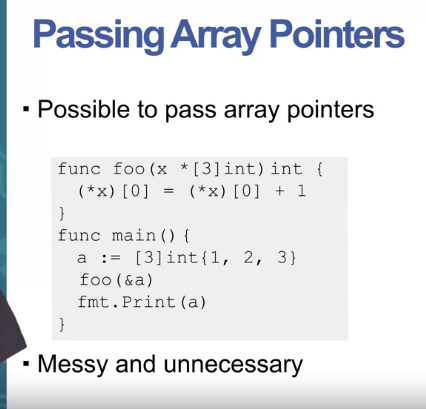 Passing Array Pointers
▪ Possible to pass array pointers
func foo(x *[3]int)int {
  (*x)[0] = (*x)[0] + 1
}
func main() {
  a := [3]int{1, 2, 3}
  foo(&a)
  fmt.Print(a)
}
▪ Messy and unnecessary